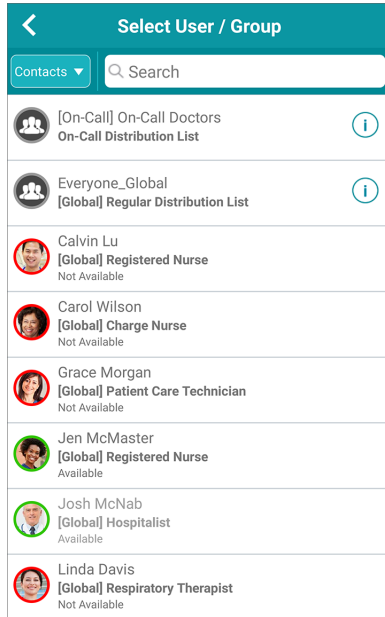 Select User / Group
Contacts
Search
[On-Call] On-Call Doctors
On-Call Distribution List
i
Everyone_Global
[Global] Regular Distribution List
i
Calvin Lu
[Global] Registered Nurse
Not Available
Carol Wilson
[Global] Charge Nurse
Not Available
Grace Morgan
[Global] Patient Care Technician
Not Available
Jen McMaster
[Global] Registered Nurse
Available
Josh McNab
[Global] Hospitalist
Available
Linda Davis
[Global] Respiratory Therapist
Not Available